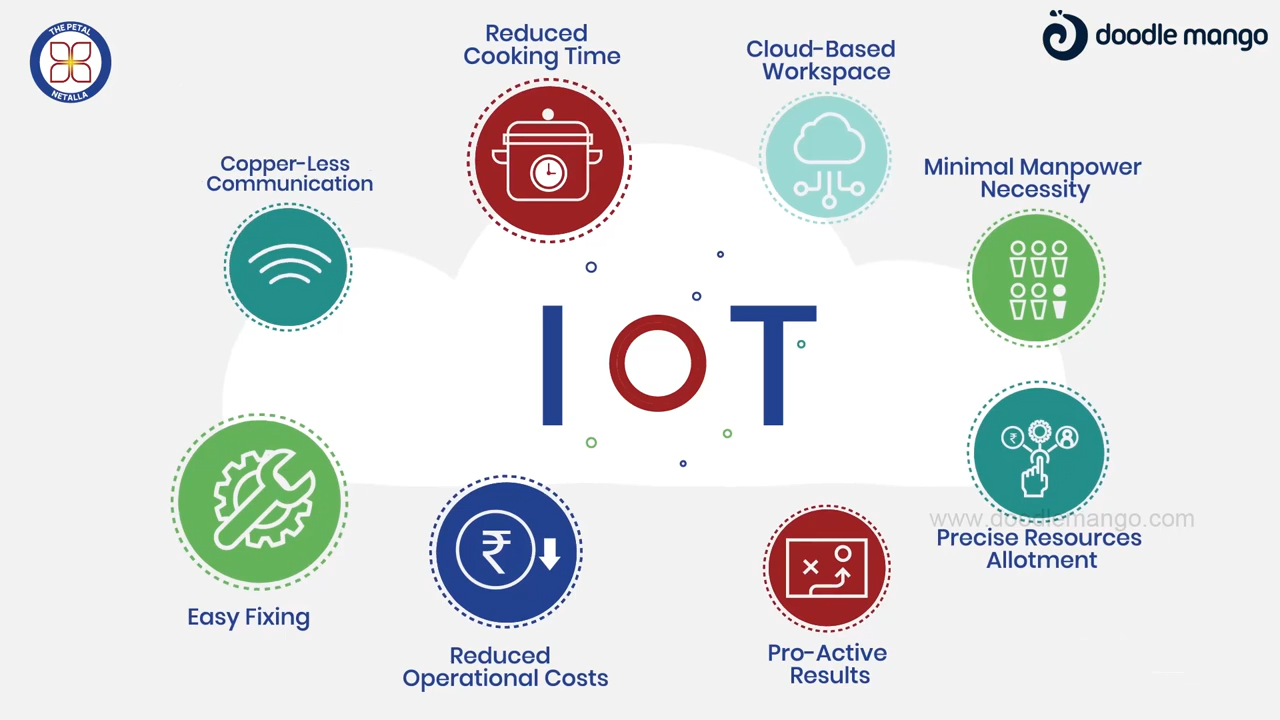 THE PETAL
NETALLA
doodle mango
Reduced
Cooking Time
Cloud-Based
Workspace
Copper-Less
Communication
Minimal Manpower
Necessity
IoT
₹
₹
www.doodlemango.com
Precise Resources
Allotment
Easy Fixing
Reduced
Operational Costs
Pro-Active
Results